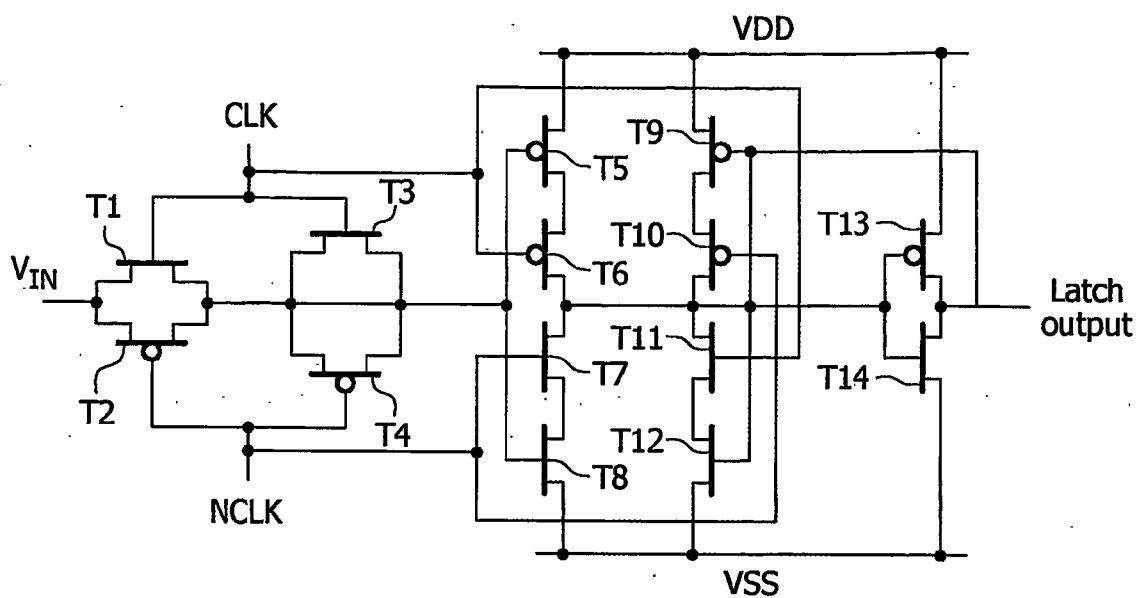 VDD
CLK
T9
T5
T3
T1
T10
T13
T6
VIN
Latch
output
T11
T7
T14
T2
T4
T12
T8
NCLK
VSS